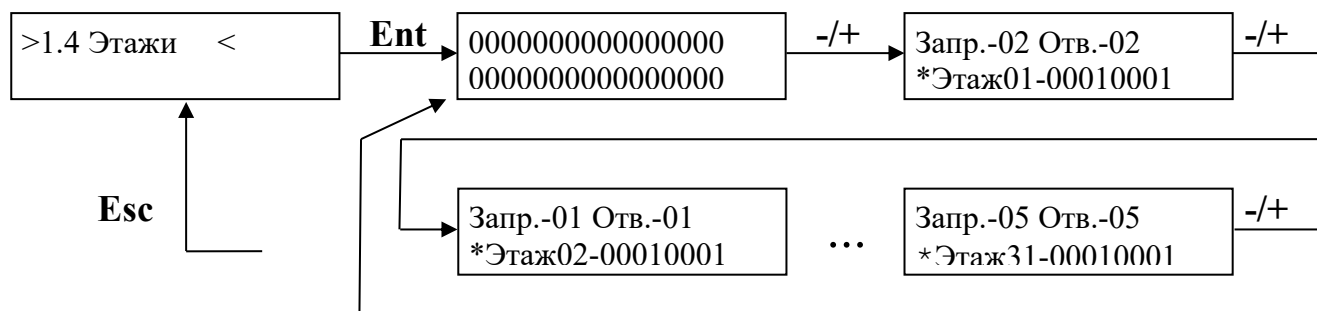 >1.4 Этажи <
Ent
0000000000000000
0000000000000000
-/+
Запр.-02 Отв.-02
*Этаж01-00010001
-/+
Esc
Запр.-01 Отв.-01
*Этаж02-00010001
...
Запр.-05 Отв.-05
*Этаж31-00010001
-/+